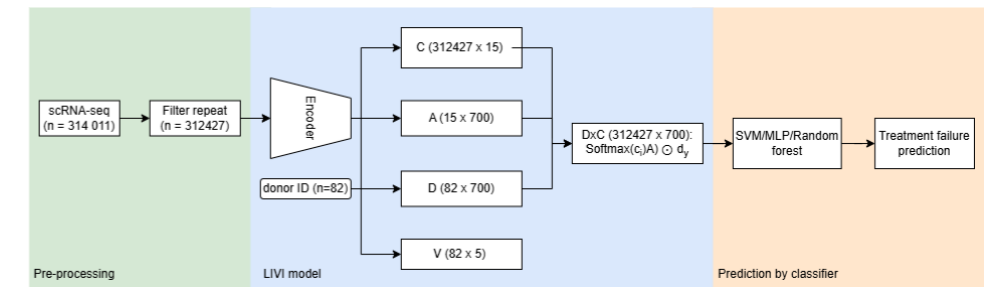 scRNA-seq
(n = 314 011)
Filter repeat
(n = 312427)
Encoder
donor ID (n=82)
C (312427 x 15)
A (15 x 700)
D (82 x 700)
V (82 x 5)
DxC (312427 x 700):
Softmax(cᵢ)A) ⊙ dᵧ
SVM/MLP/Random
forest
Treatment failure
prediction
Pre-processing
LIVI model
Prediction by classifier